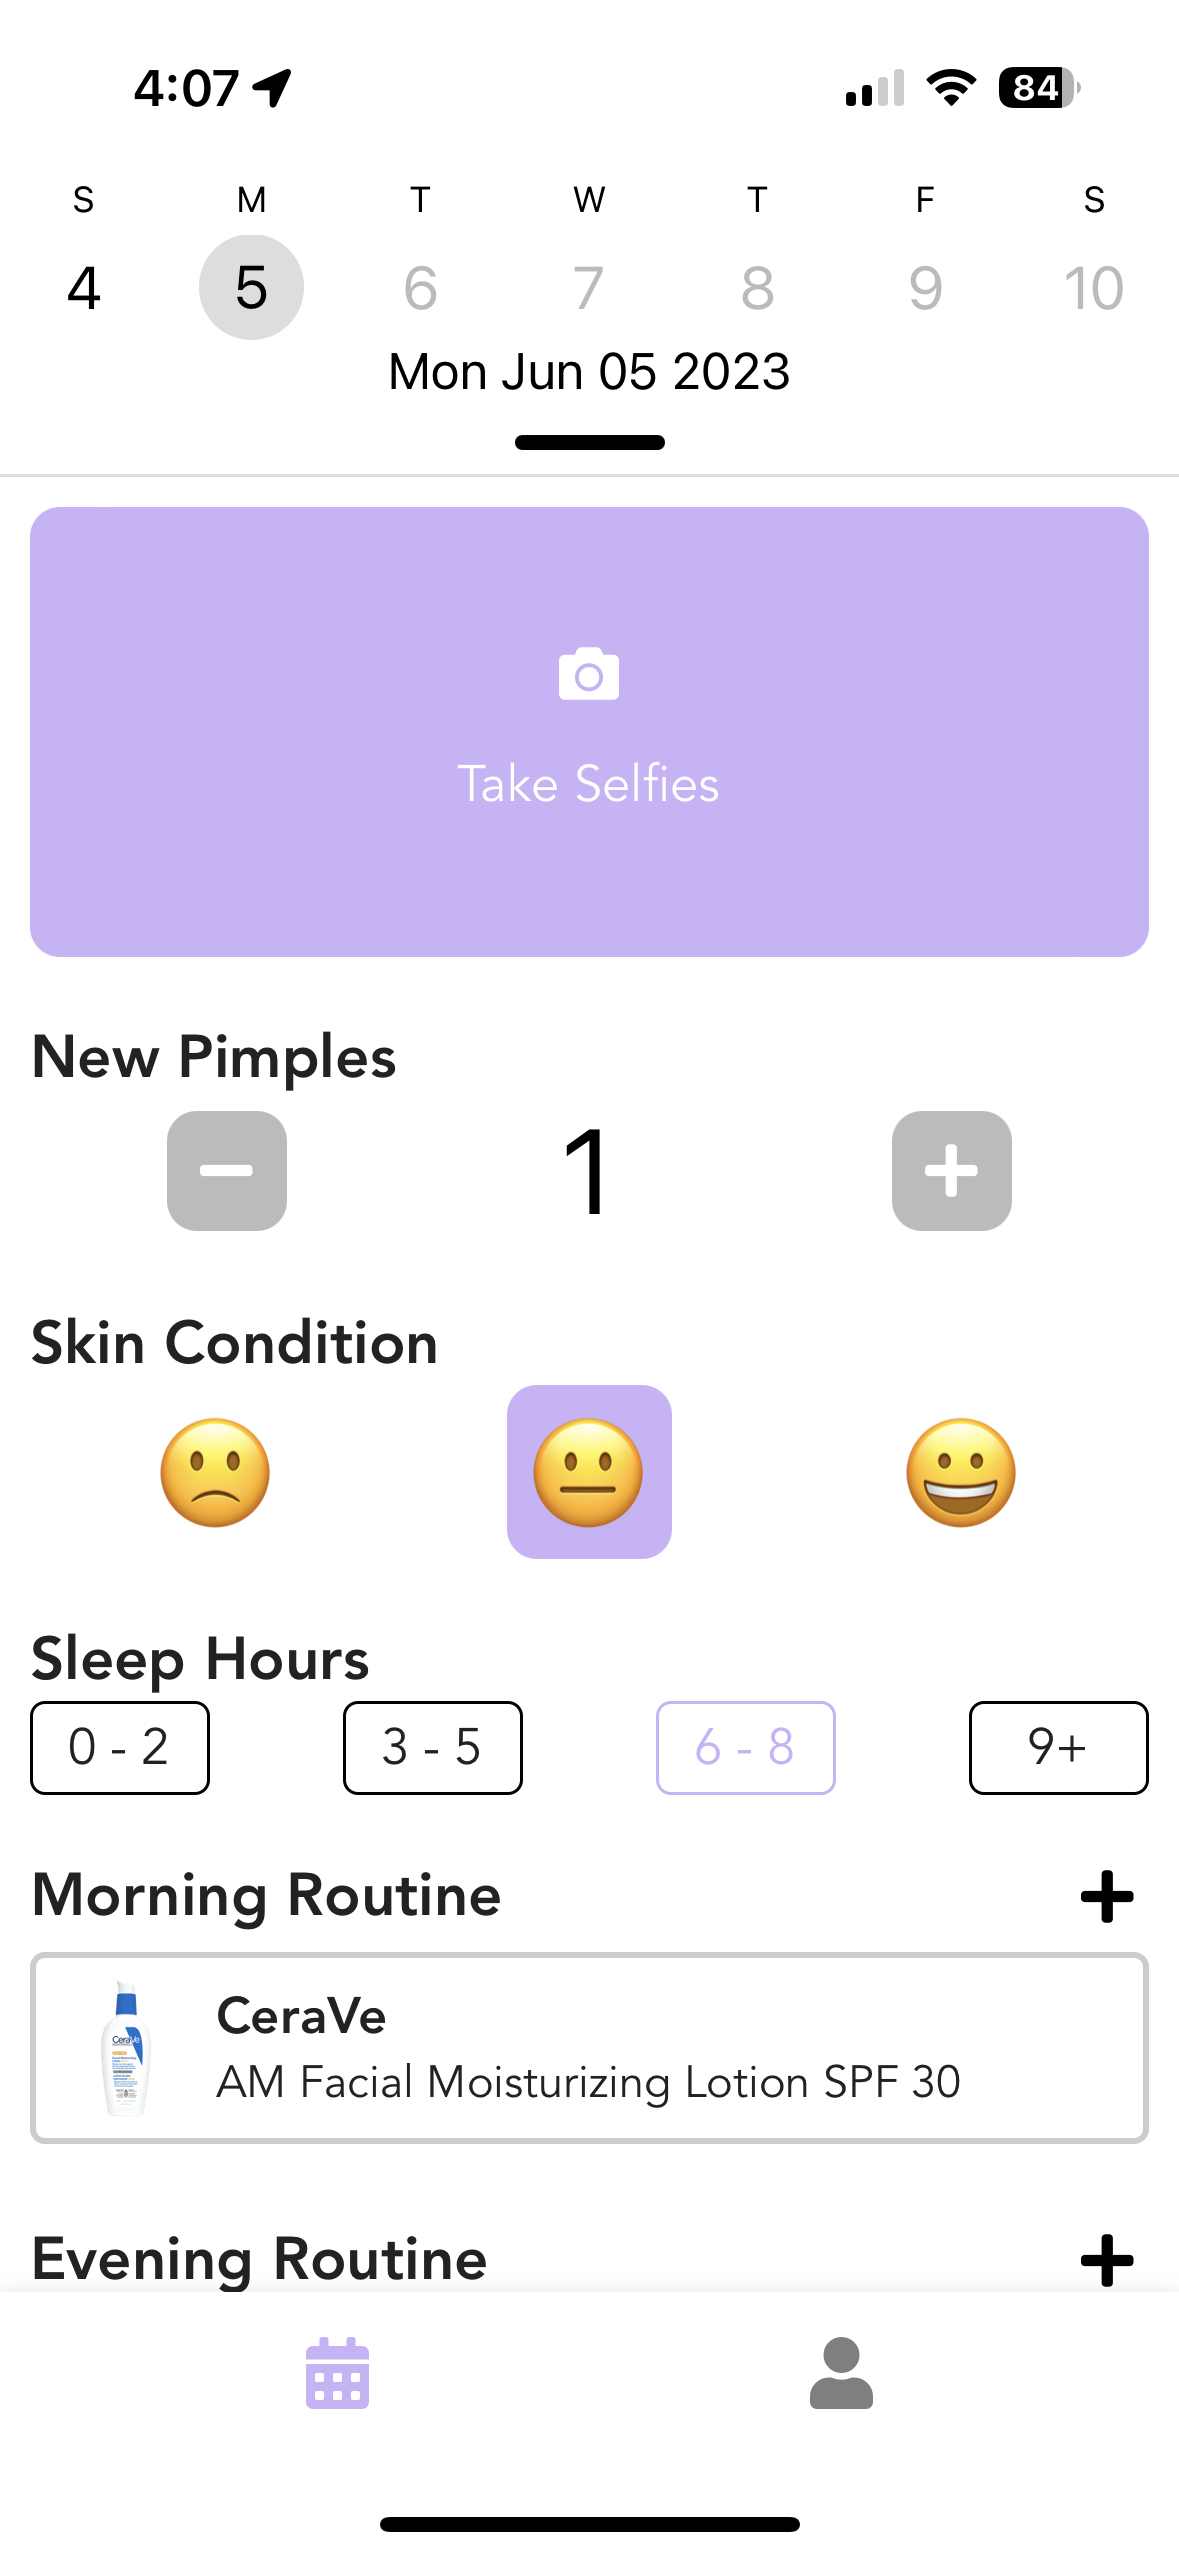 4:07
84
S M T W T F S
4 5 6 7 8 9 10
Mon Jun 05 2023
Take Selfies
New Pimples
1
Skin Condition
Sleep Hours
0 - 2 3 - 5 6 - 8 9+
Morning Routine
CeraVe
CeraVe
AM Facial Moisturizing Lotion SPF 30
Evening Routine